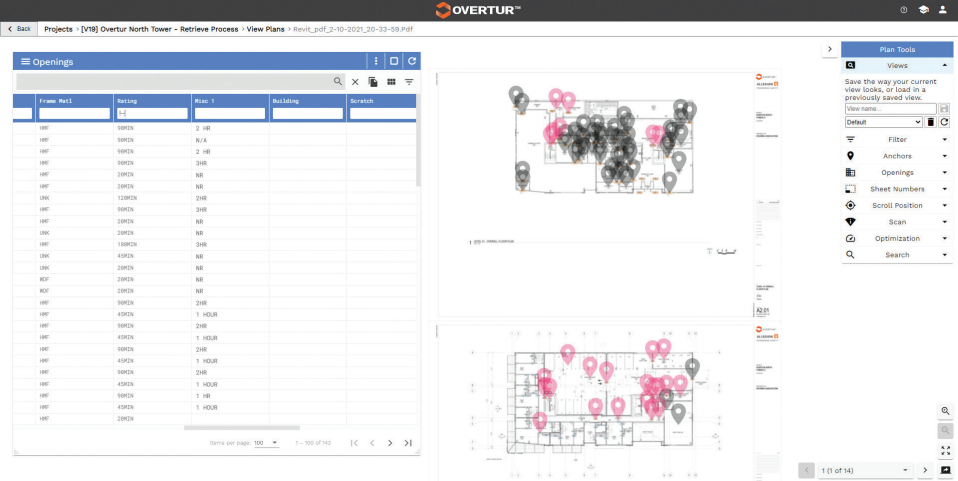 OVERTUR™
Back
Projects › [V19] Overtur North Tower - Retrieve Process › View Plans › Revit_pdf_2-10-2021_20-33-59.Pdf
Openings
Frame Matl Rating Misc 1 Building Scratch
HMF 90MIN 2 HR
HMF 90MIN N/A
HMF 90MIN 2 HR
HMF 90MIN 3HR
HMF 20MIN NR
HMF 20MIN NR
UNK 120MIN 2HR
HMF 90MIN 3HR
HMF 20MIN NR
UNK 20MIN NR
HMF 180MIN 3HR
UNK 45MIN NR
UNK 20MIN NR
WDF 20MIN NR
WDF 20MIN NR
HMF 90MIN 2HR
HMF 45MIN 1 HOUR
HMF 90MIN 2HR
HMF 45MIN 1 HOUR
HMF 90MIN 2HR
HMF 45MIN 1 HOUR
HMF 90MIN 2HR
HMF 45MIN 1 HOUR
HMF 90MIN 1 HR
HMF 45MIN 1 HOUR
HMF 20MIN
Items per page: 100 1 – 100 of 142
OVERTUR
ALLEGION
A2.01
OVERTUR
ALLEGION
Plan Tools
Views
Save the way your current
view looks, or load in a
previously saved view.
View name...
Default
Filter
Anchors
Openings
Sheet Numbers
Scroll Position
Scan
Optimization
Search
1 (1 of 14)